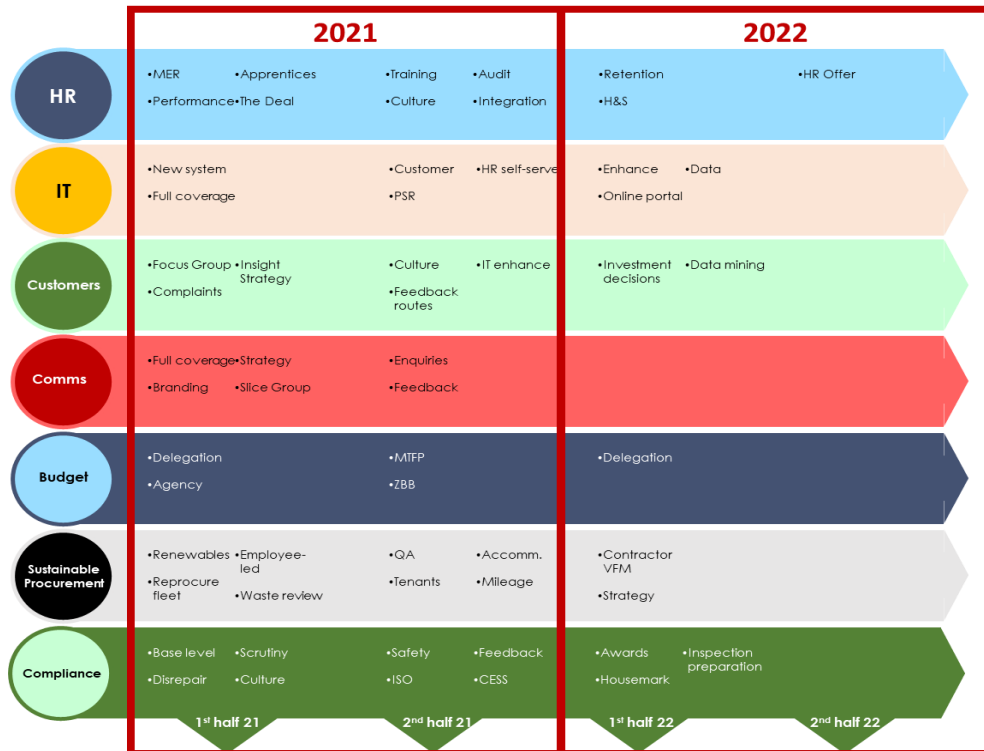 2021 2022
HR
•MER •Apprentices •Training •Audit •Retention •HR Offer
•Performance •The Deal •Culture •Integration •H&S
IT
•New system •Customer •HR self-serve •Enhance •Data
•Full coverage •PSR •Online portal
Customers
•Focus Group •Insight •Culture •IT enhance •Investment •Data mining
Strategy decisions
•Complaints •Feedback
routes
Comms
•Full coverage •Strategy •Enquiries
•Branding •Slice Group •Feedback
Budget
•Delegation •MTFP •Delegation
•Agency •ZBB
Sustainable
Procurement
•Renewables •Employee- •QA •Accomm. •Contractor
led VFM
•Reprocure •Tenants •Mileage
fleet •Waste review •Strategy
Compliance
•Base level •Scrutiny •Safety •Feedback •Awards •Inspection
preparation
•Disrepair •Culture •ISO •CESS •Housemark
1st half 21 2nd half 21 1st half 22 2nd half 22